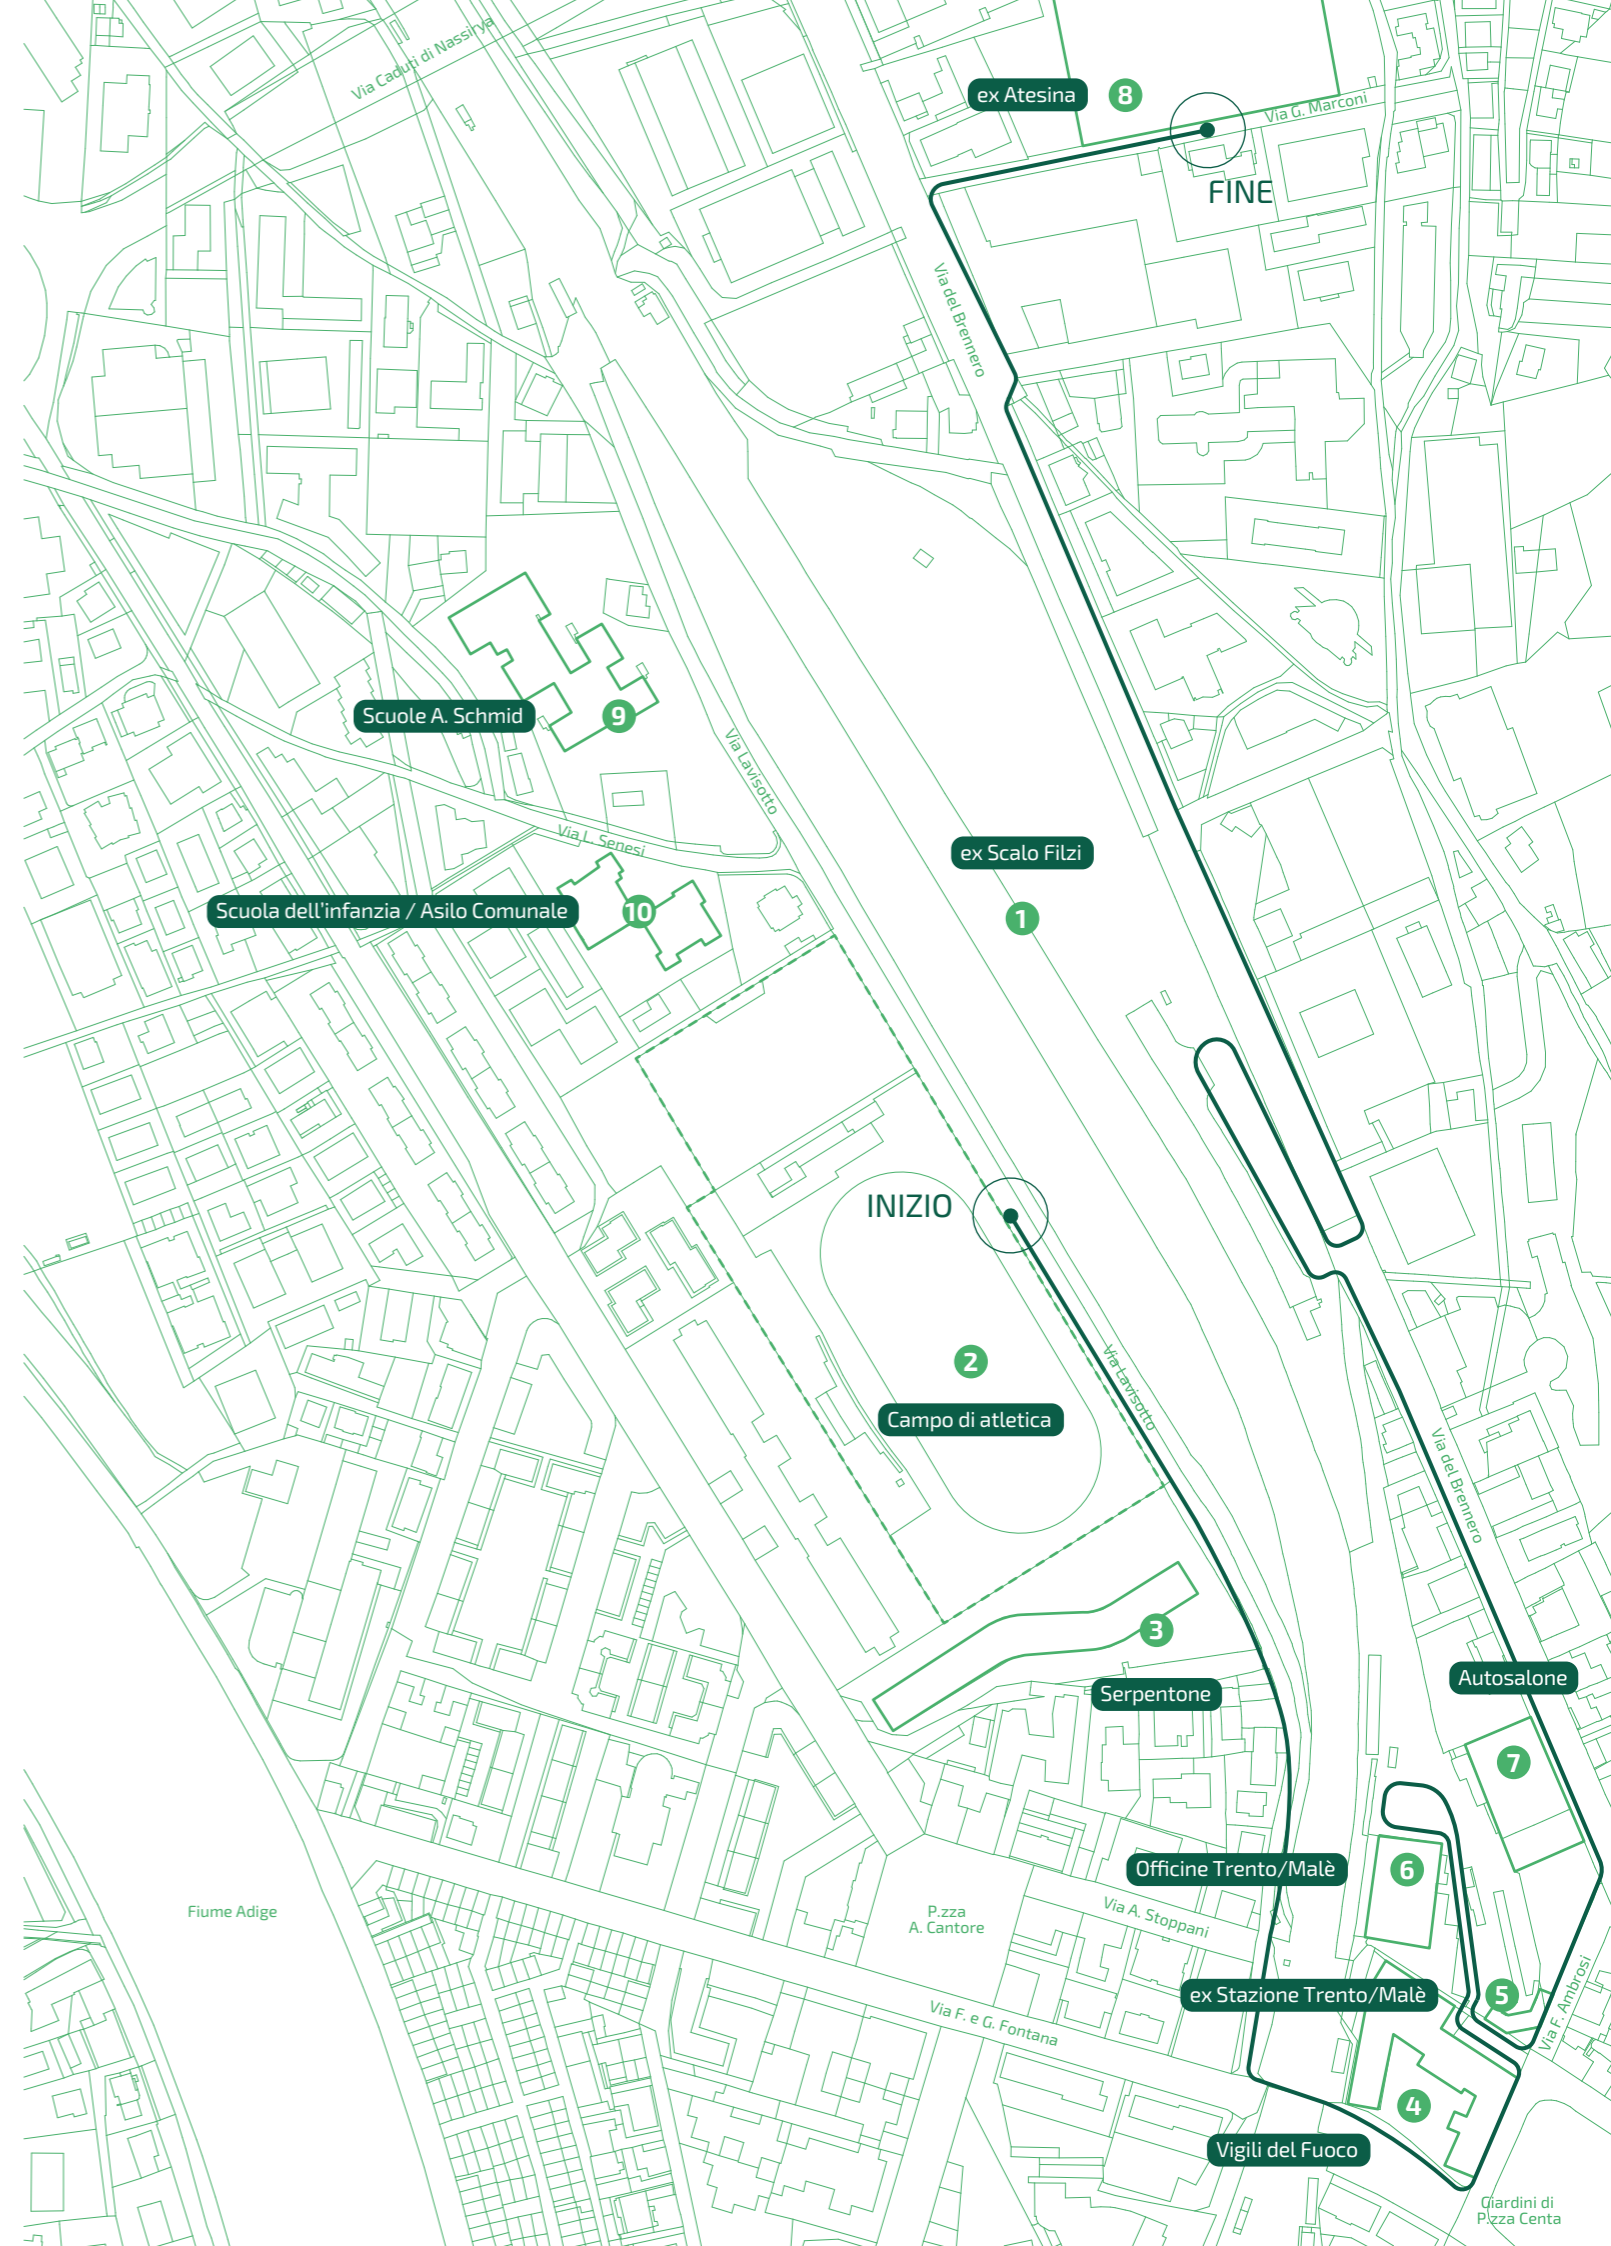 Via Caduti di Nassirya
ex Atesina
8
Via G. Marconi
FINE
Via del Brennero
Scuole A. Schmid
9
Via Lavisotto
Via L. Senesi
ex Scalo Filzi
1
Scuola dell'infanzia / Asilo Comunale
10
INIZIO
2
Campo di atletica
Via Lavisotto
Via del Brennero
3
Serpentone
Autosalone
7
Officine Trento/Malè
6
Fiume Adige
P.zza
A. Cantore
Via A. Stoppani
ex Stazione Trento/Malè
5
Via F. Ambrosi
Via F. e G. Fontana
4
Vigili del Fuoco
Giardini di
P.zza Centa